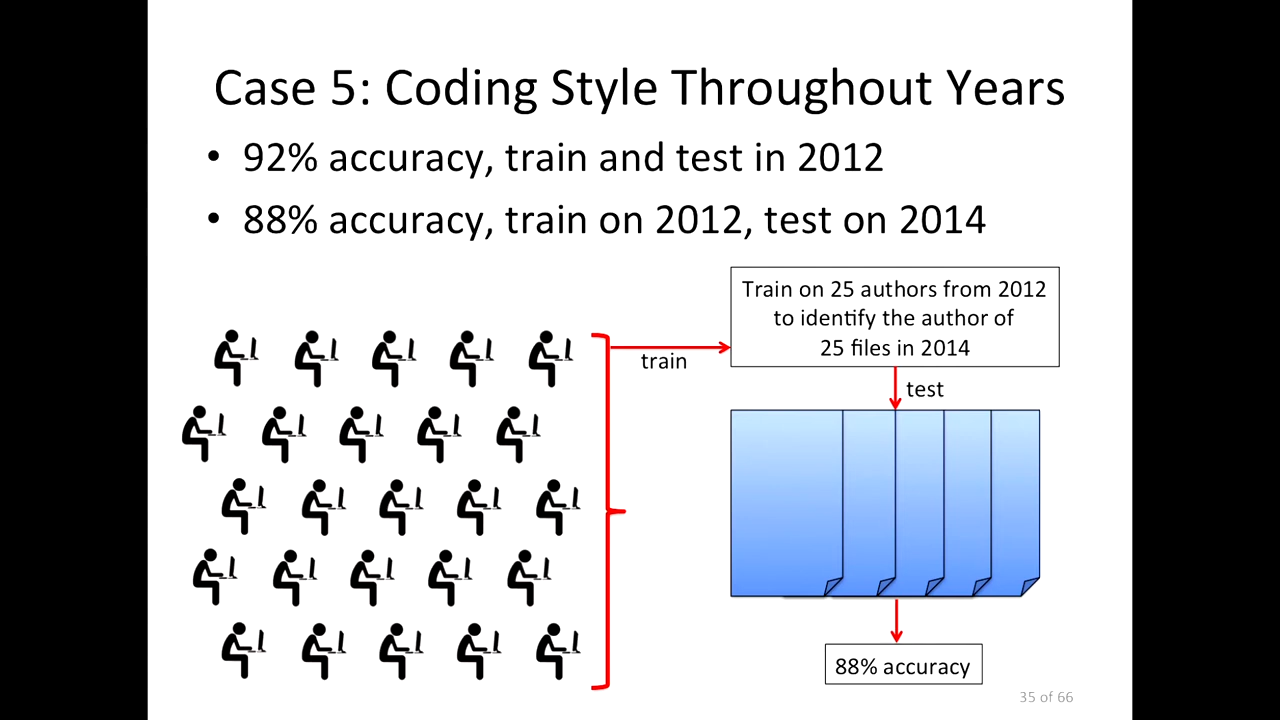 Case 5: Coding Style Throughout Years
• 92% accuracy, train and test in 2012
• 88% accuracy, train on 2012, test on 2014
Train on 25 authors from 2012
to identify the author of
25 files in 2014
train
test
88% accuracy
35 of 66